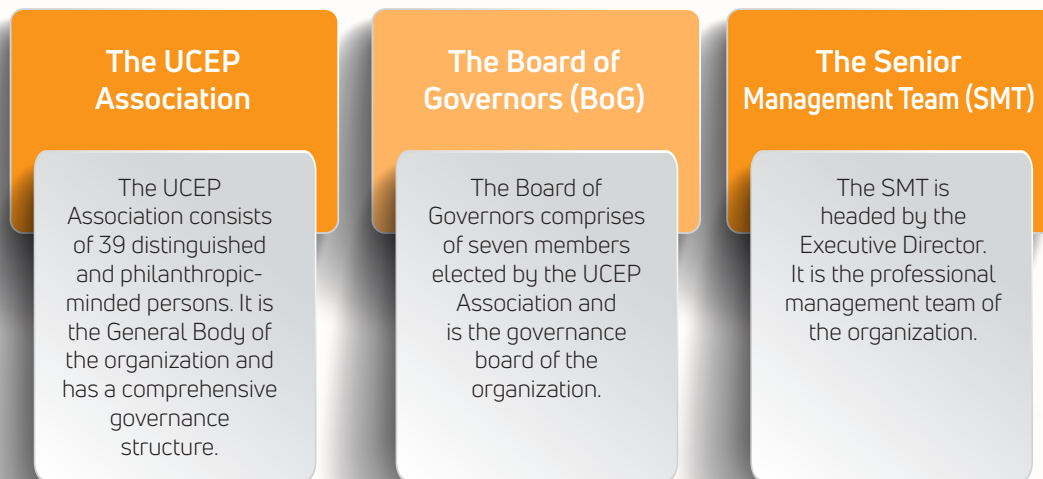 The UCEP
Association
The UCEP
Association consists
of 39 distinguished
and philanthropic-
minded persons. It is
the General Body of
the organization and
has a comprehensive
governance
structure.
The Board of
Governors (BoG)
The Board of
Governors comprises
of seven members
elected by the UCEP
Association and
is the governance
board of the
organization.
The Senior
Management Team (SMT)
The SMT is
headed by the
Executive Director.
It is the professional
management team of
the organization.